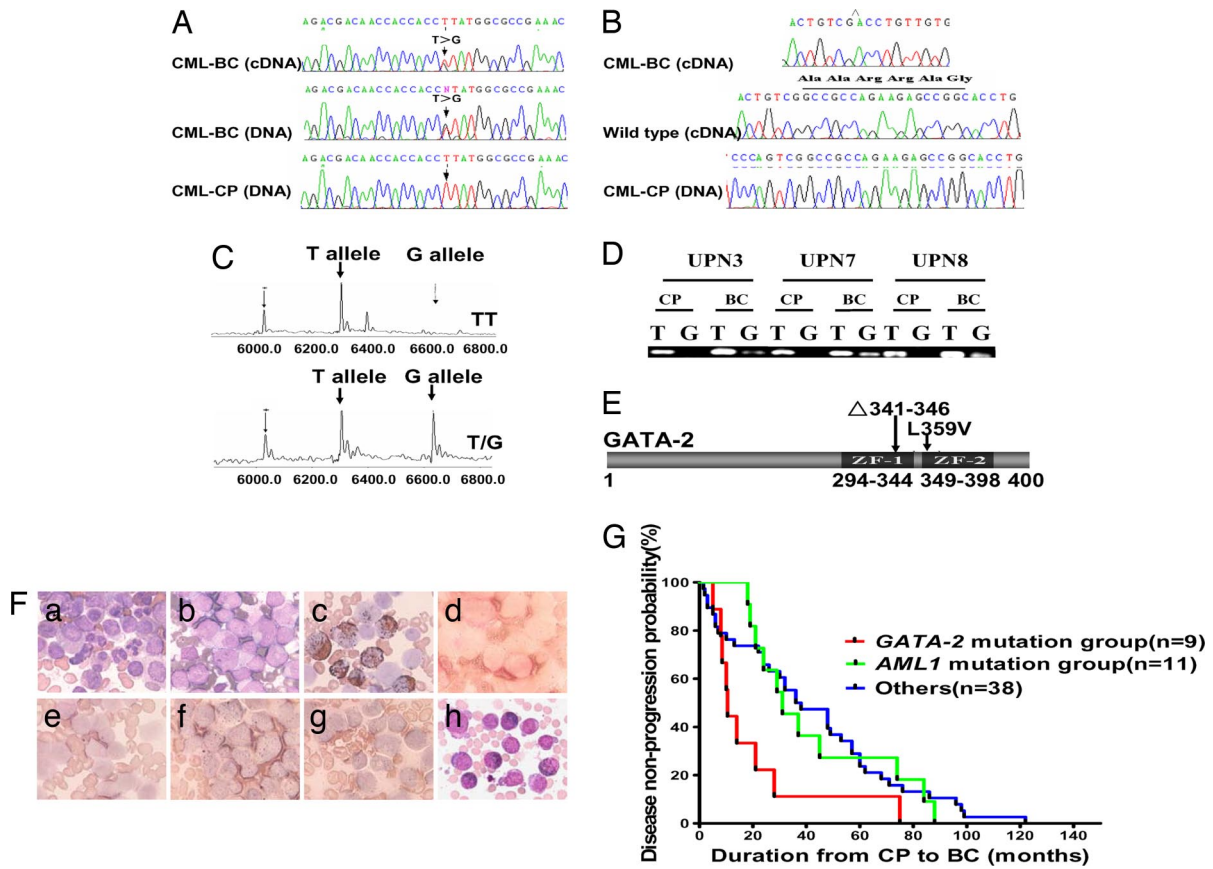 A
AGACGACAACCACCACCTTATGGCGCCGAAAC
T>G
CML-BC (cDNA)
AGACGACAACCACCACCNTATGGCGCCGAAAC
T>G
CML-BC (DNA)
AGACGACAACCACCACCTTATGGCGCCGAAAC
CML-CP (DNA)
B
ACTGTCGACCTGTTGTG
CML-BC (cDNA)
Ala Ala Arg Arg Ala Gly
ACTGTCGGCCGCCAGAAGAGCCGGCACCTG
Wild type (cDNA)
CCCAGTCGGCCGCCAGAAGAGCCGGCACCTG
CML-CP (DNA)
C
T allele G allele
TT
6000.0 6200.0 6400.0 6600.0 6800.0
T allele G allele
T/G
6000.0 6200.0 6400.0 6600.0 6800.0
D
UPN3 UPN7 UPN8
CP BC CP BC CP BC
T G T G T G T G T G T G
E
△341-346
L359V
GATA-2
ZF-1 ZF-2
1 294-344 349-398 400
F
a b c d
e f g h
G
Disease non-progression probability(%)
100
80
60
40
20
0
GATA-2 mutation group(n=9)
AML1 mutation group(n=11)
Others(n=38)
0 20 40 60 80 100 120 140
Duration from CP to BC (months)